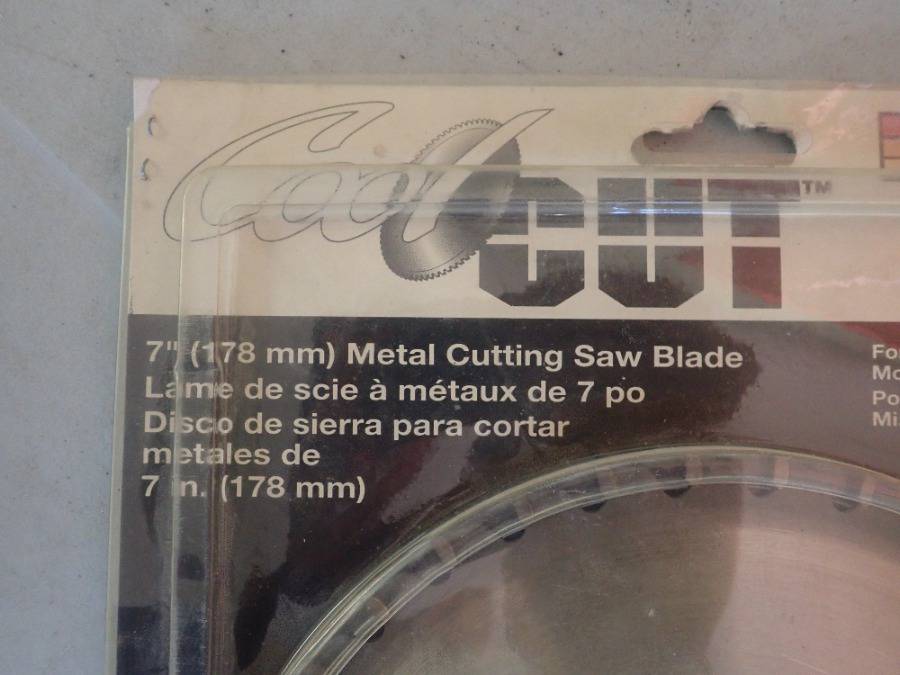 Cool CUT™
7" (178 mm) Metal Cutting Saw Blade
Lame de scie à métaux de 7 po
Disco de sierra para cortar
metales de
7 in. (178 mm)